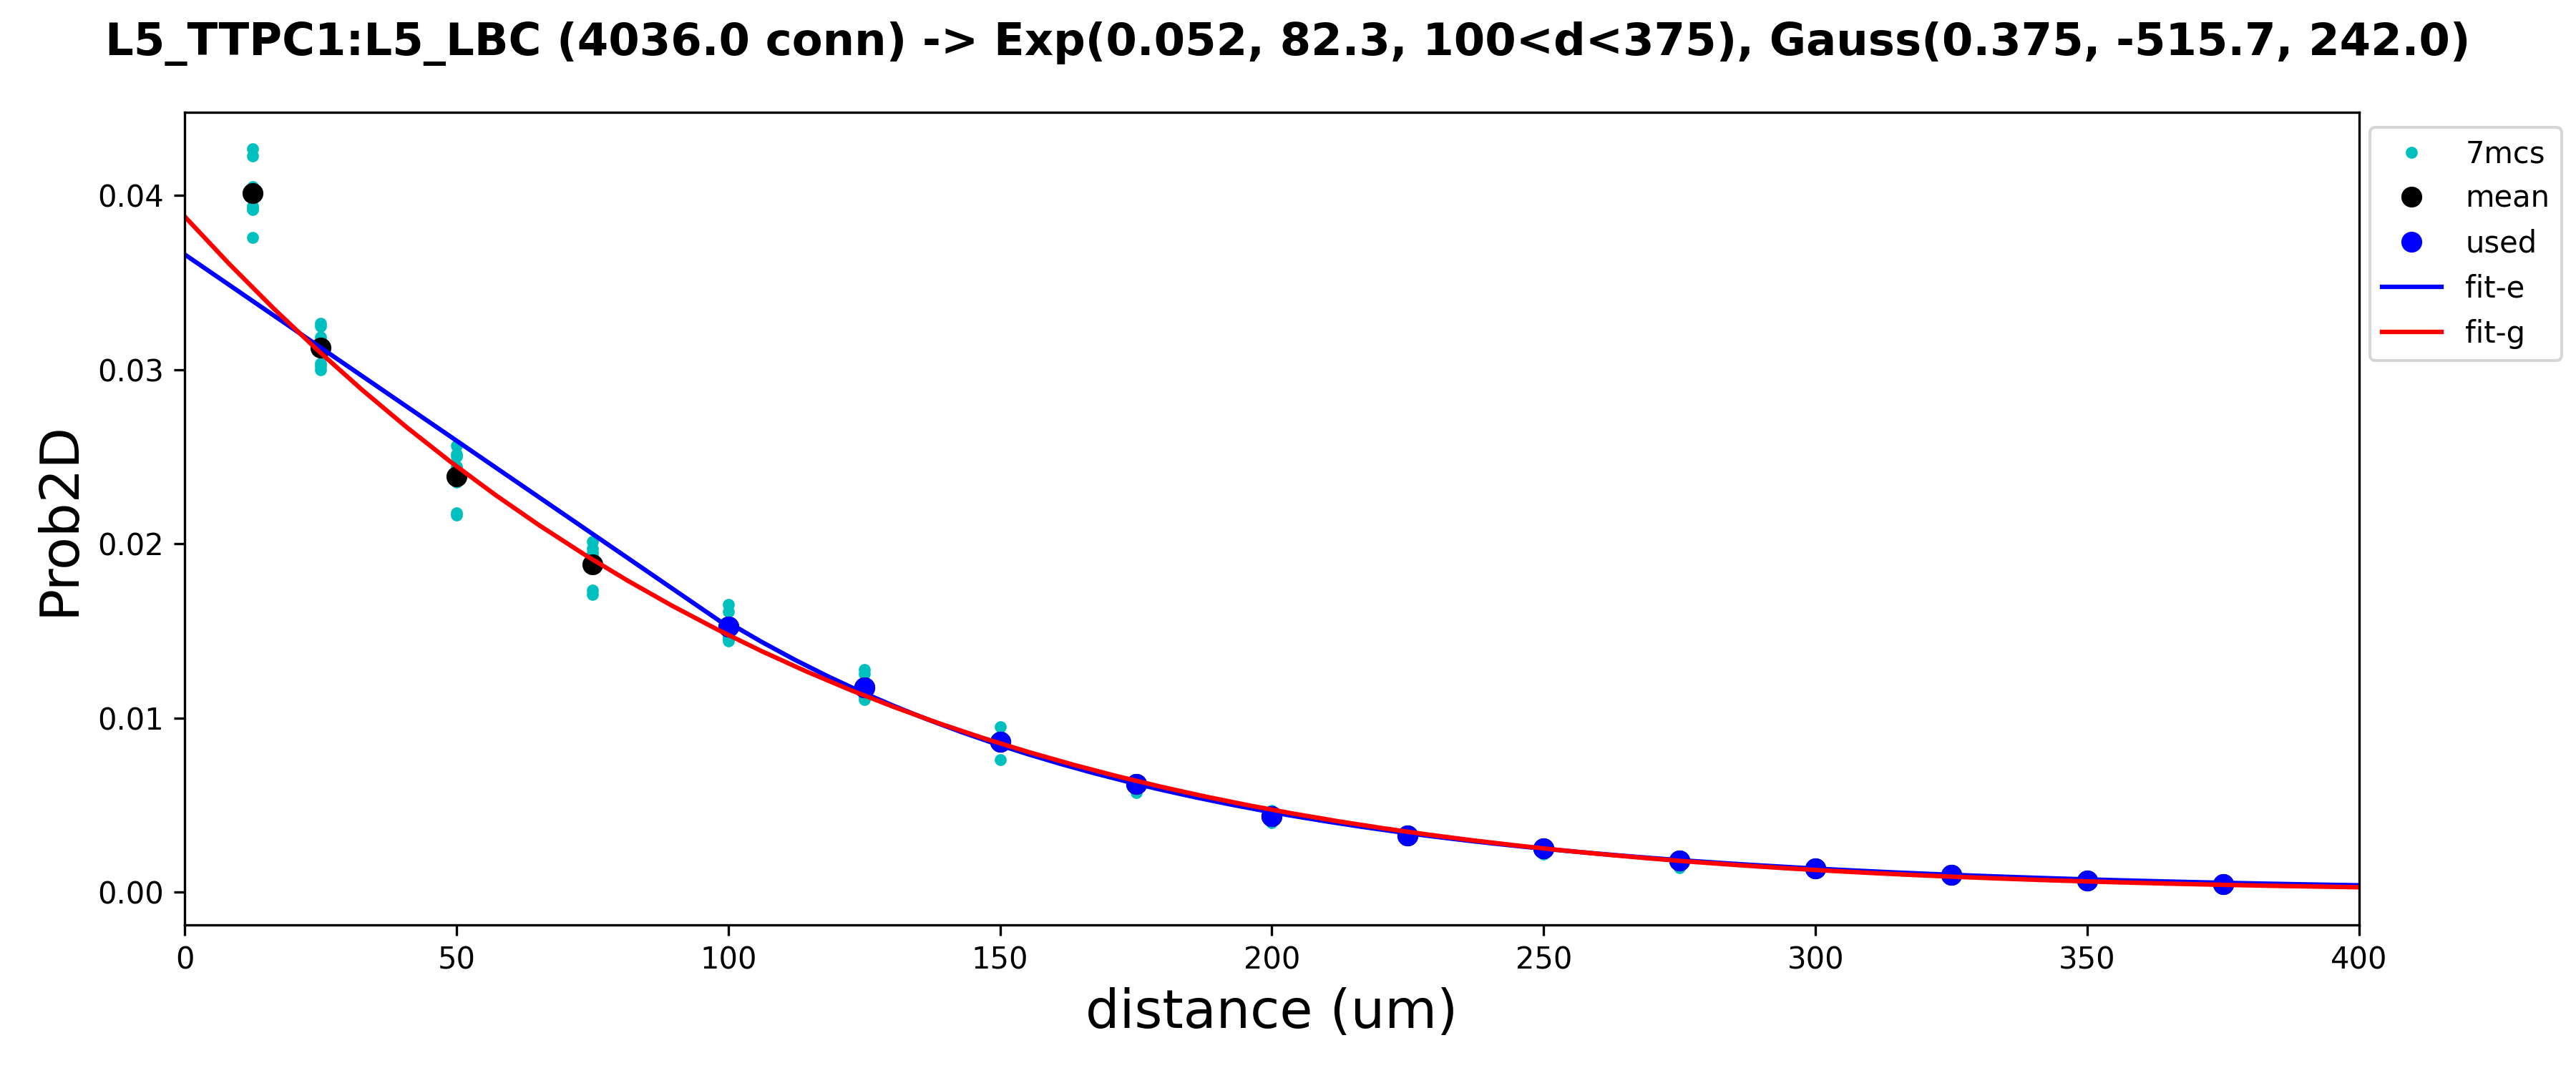 L5_TTPC1:L5_LBC (4036.0 conn) -> Exp(0.052, 82.3, 100<d<375), Gauss(0.375, -515.7, 242.0)
7mcs
mean
used
fit-e
fit-g
Prob2D
0.04
0.03
0.02
0.01
0.00
0 50 100 150 200 250 300 350 400
distance (um)